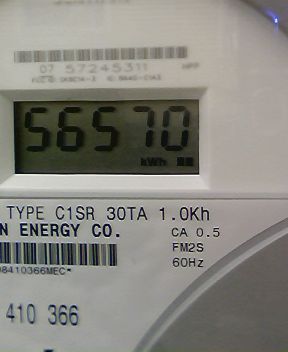 07 57245311
56570
kWh
TYPE C1SR 30TA 1.0Kh
N ENERGY CO.
CA 0.5
FM2S
60Hz
410 366